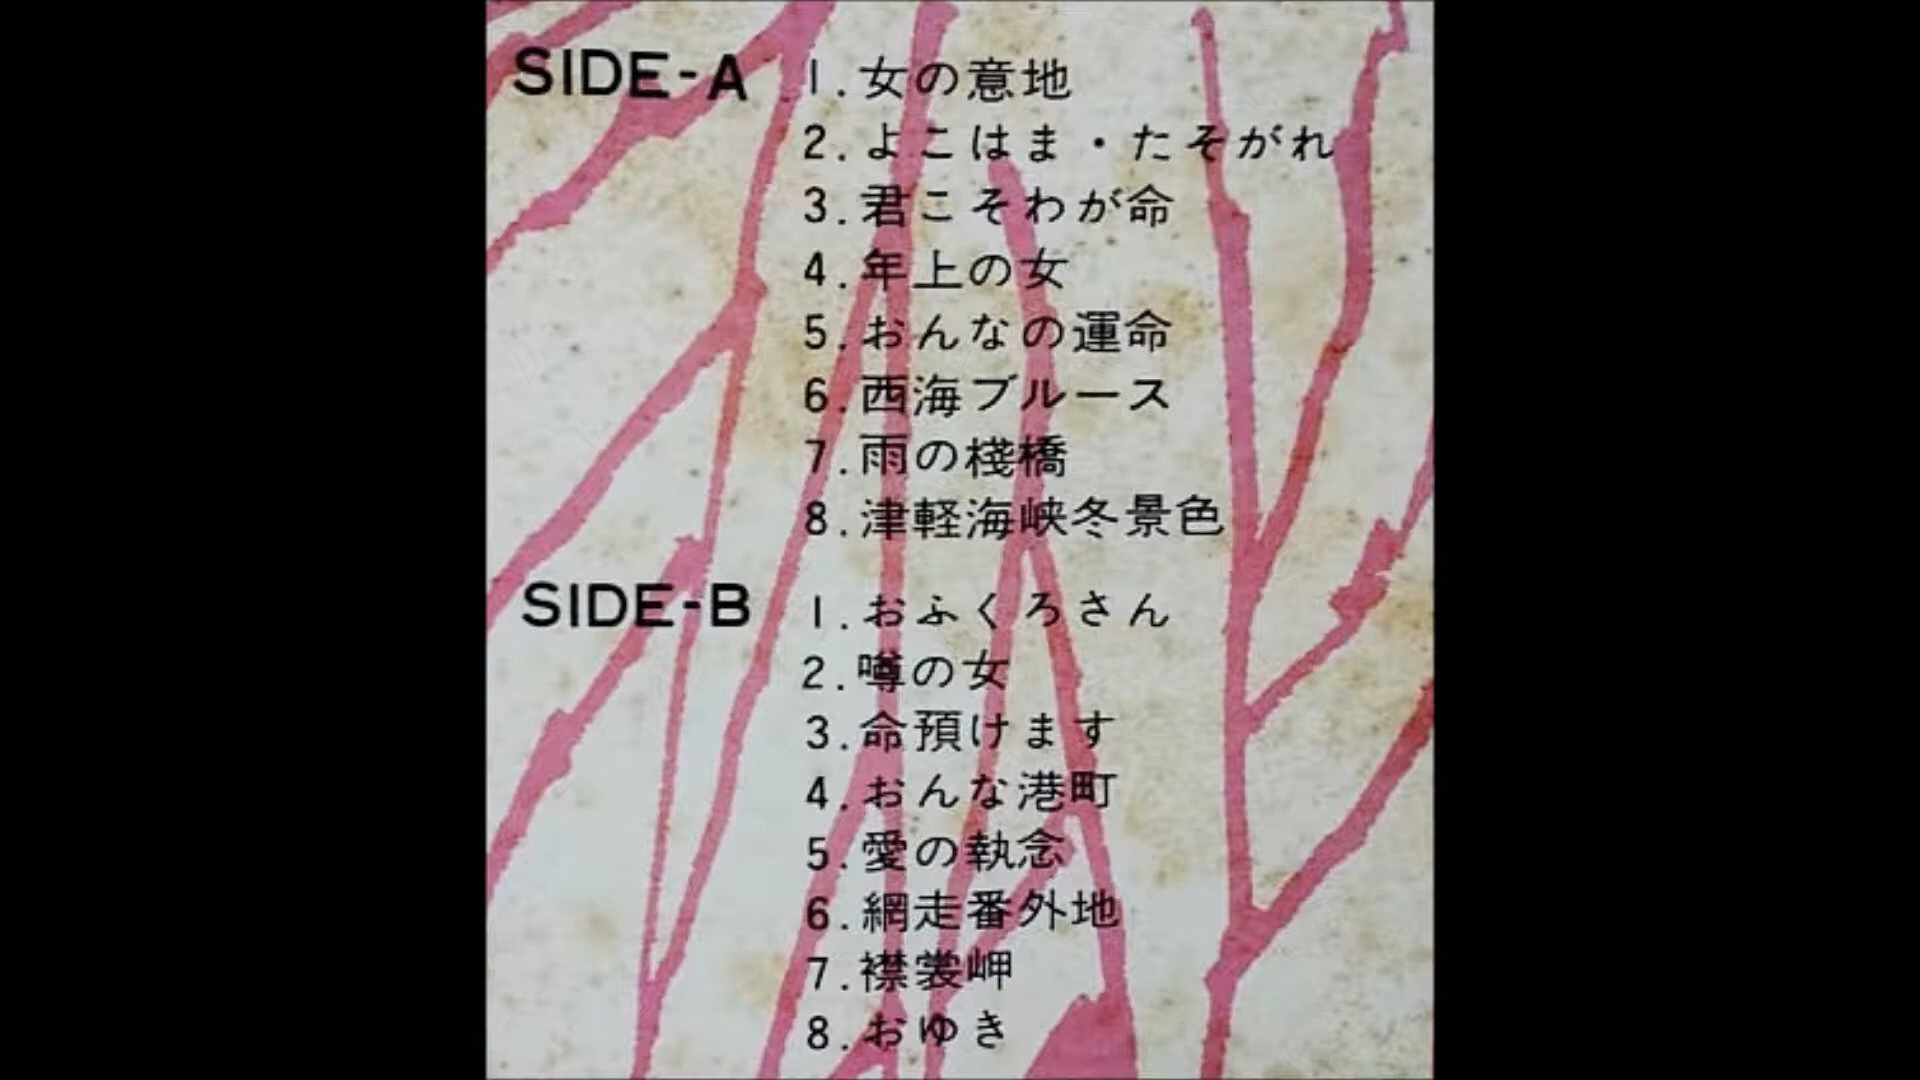 SIDE-A 1.女の意地
2.よこはま・たそがれ
3.君こそわが命
4.年上の女
5.おんなの運命
6.西海ブルース
7.雨の棧橋
8.津軽海峡冬景色
SIDE-B 1.おふくろさん
2.噂の女
3.命預けます
4.おんな港町
5.愛の執念
6.網走番外地
7.襟裳岬
8.おゆき